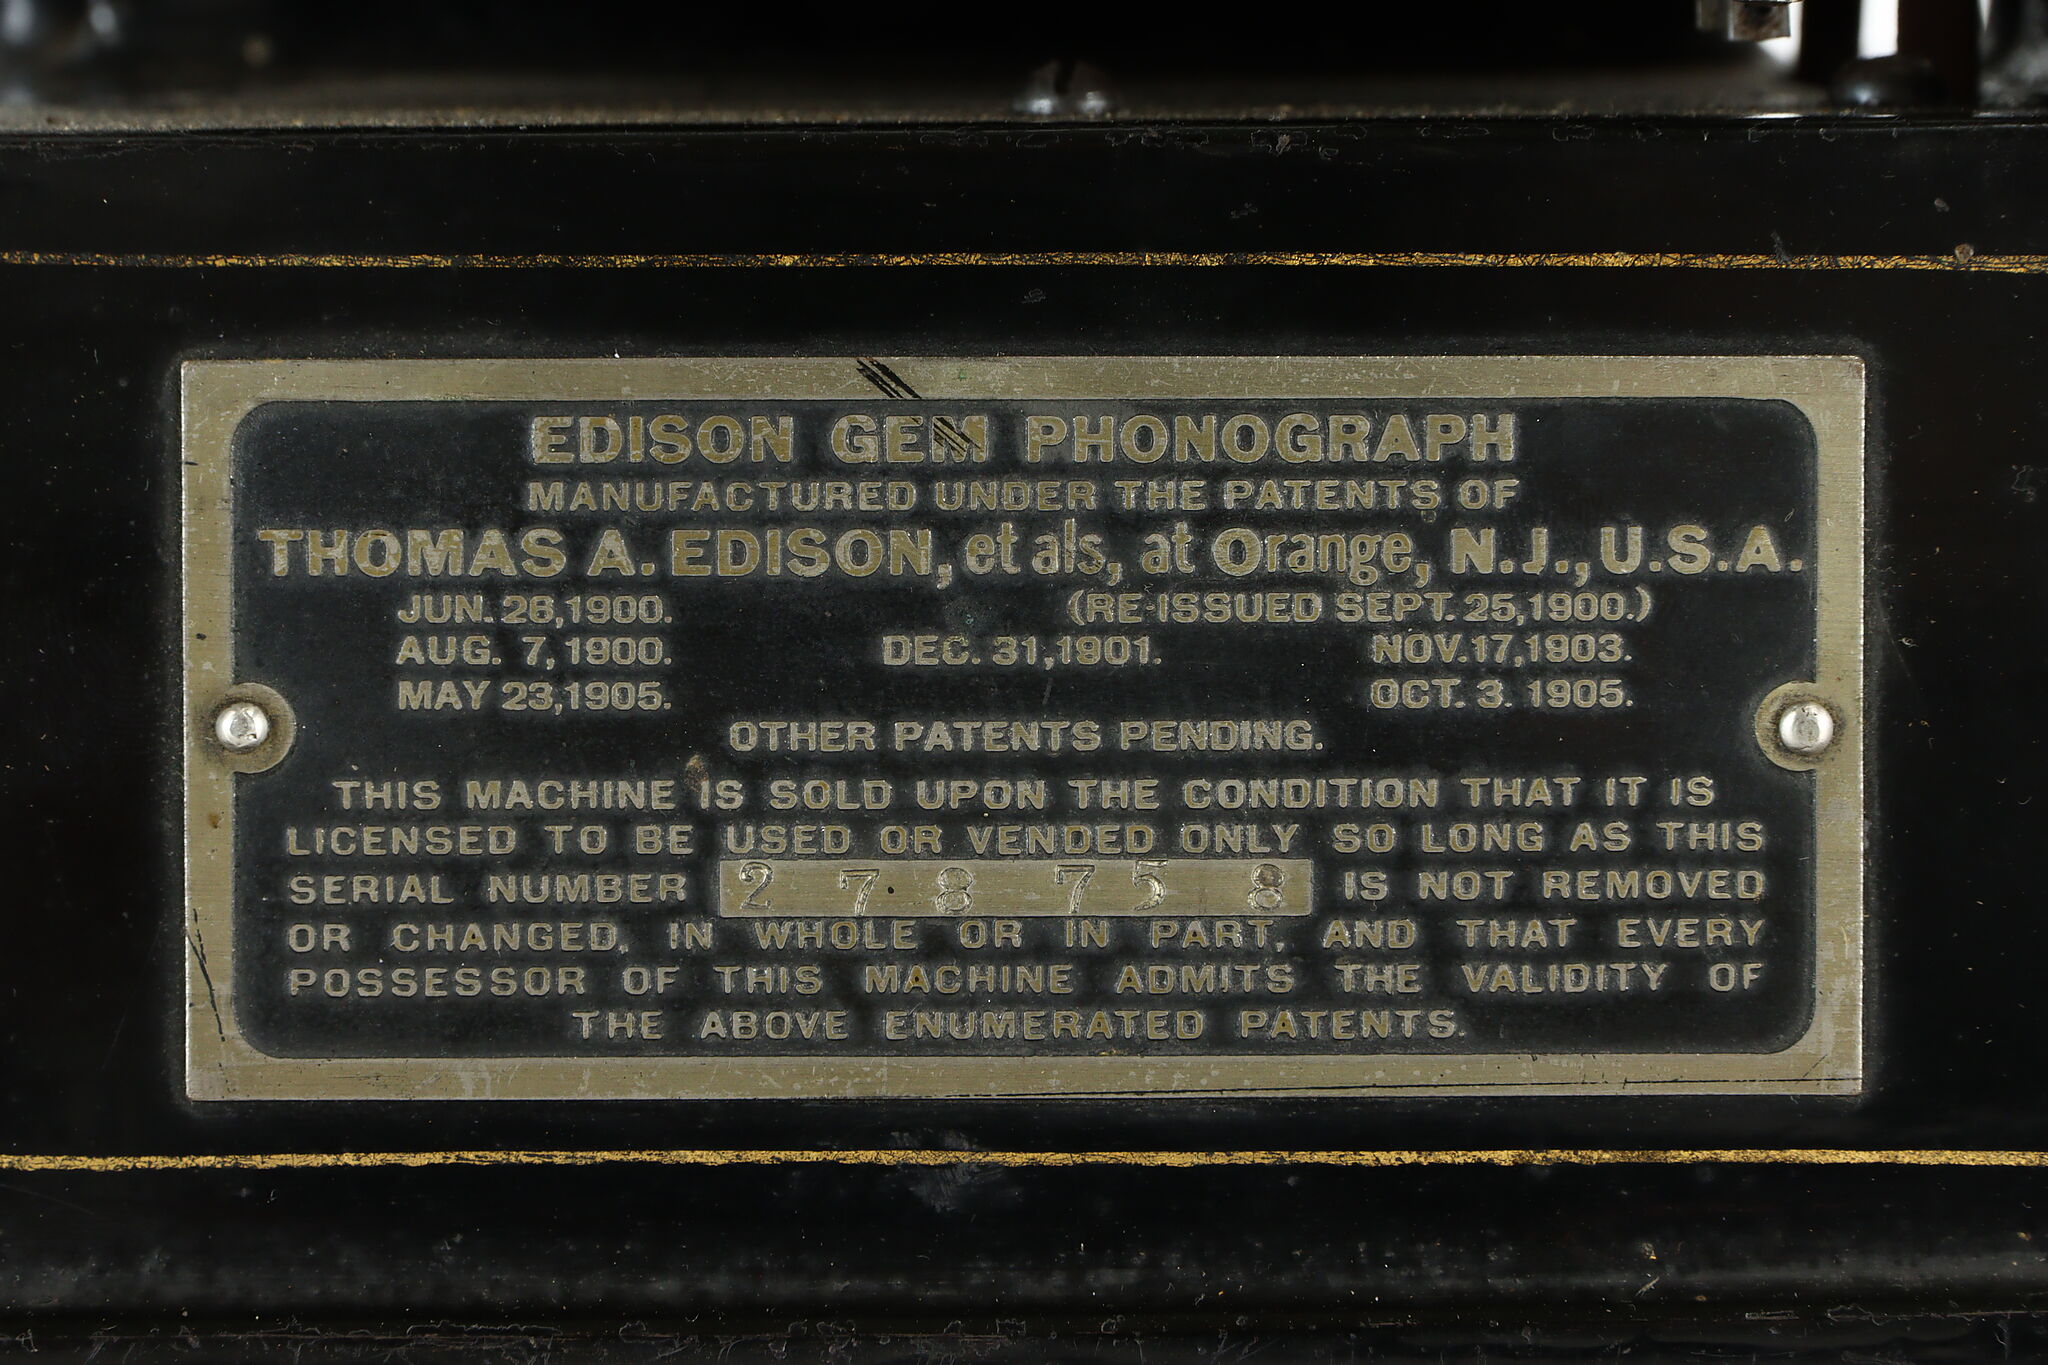 EDISON GEM PHONOGRAPH
MANUFACTURED UNDER THE PATENTS OF
THOMAS A. EDISON, et als, at Orange, N.J., U.S.A.
JUN. 26, 1900. (RE-ISSUED SEPT. 25, 1900.)
AUG. 7, 1900. DEC. 31, 1901. NOV. 17, 1903.
MAY 23, 1905. OCT. 3. 1905.
OTHER PATENTS PENDING.
THIS MACHINE IS SOLD UPON THE CONDITION THAT IT IS
LICENSED TO BE USED OR VENDED ONLY SO LONG AS THIS
SERIAL NUMBER 278758 IS NOT REMOVED
OR CHANGED, IN WHOLE OR IN PART, AND THAT EVERY
POSSESSOR OF THIS MACHINE ADMITS THE VALIDITY OF
THE ABOVE ENUMERATED PATENTS.